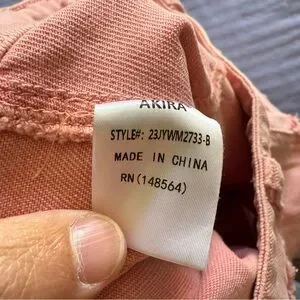 AKIRA
STYLE#: 23JYWM2733-B
MADE IN CHINA
RN(148564)